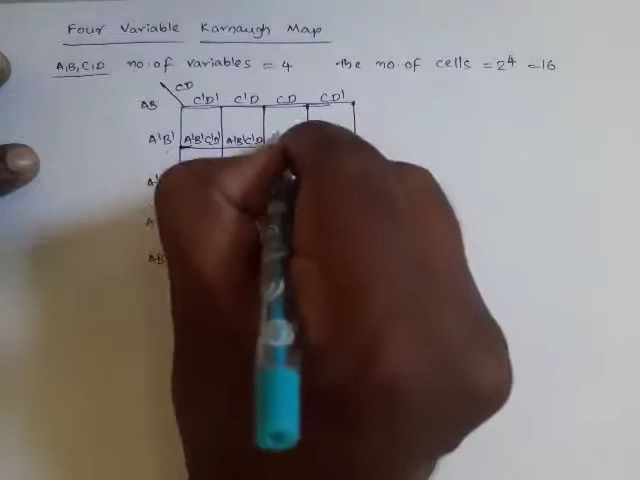 Four Variable Karnaugh Map
A,B,C,D no. of variables = 4 the no. of cells = 2⁴ = 16
CD
AB C'D' C'D CD CD'
A'B' A'B'C'D' A'B'C'D